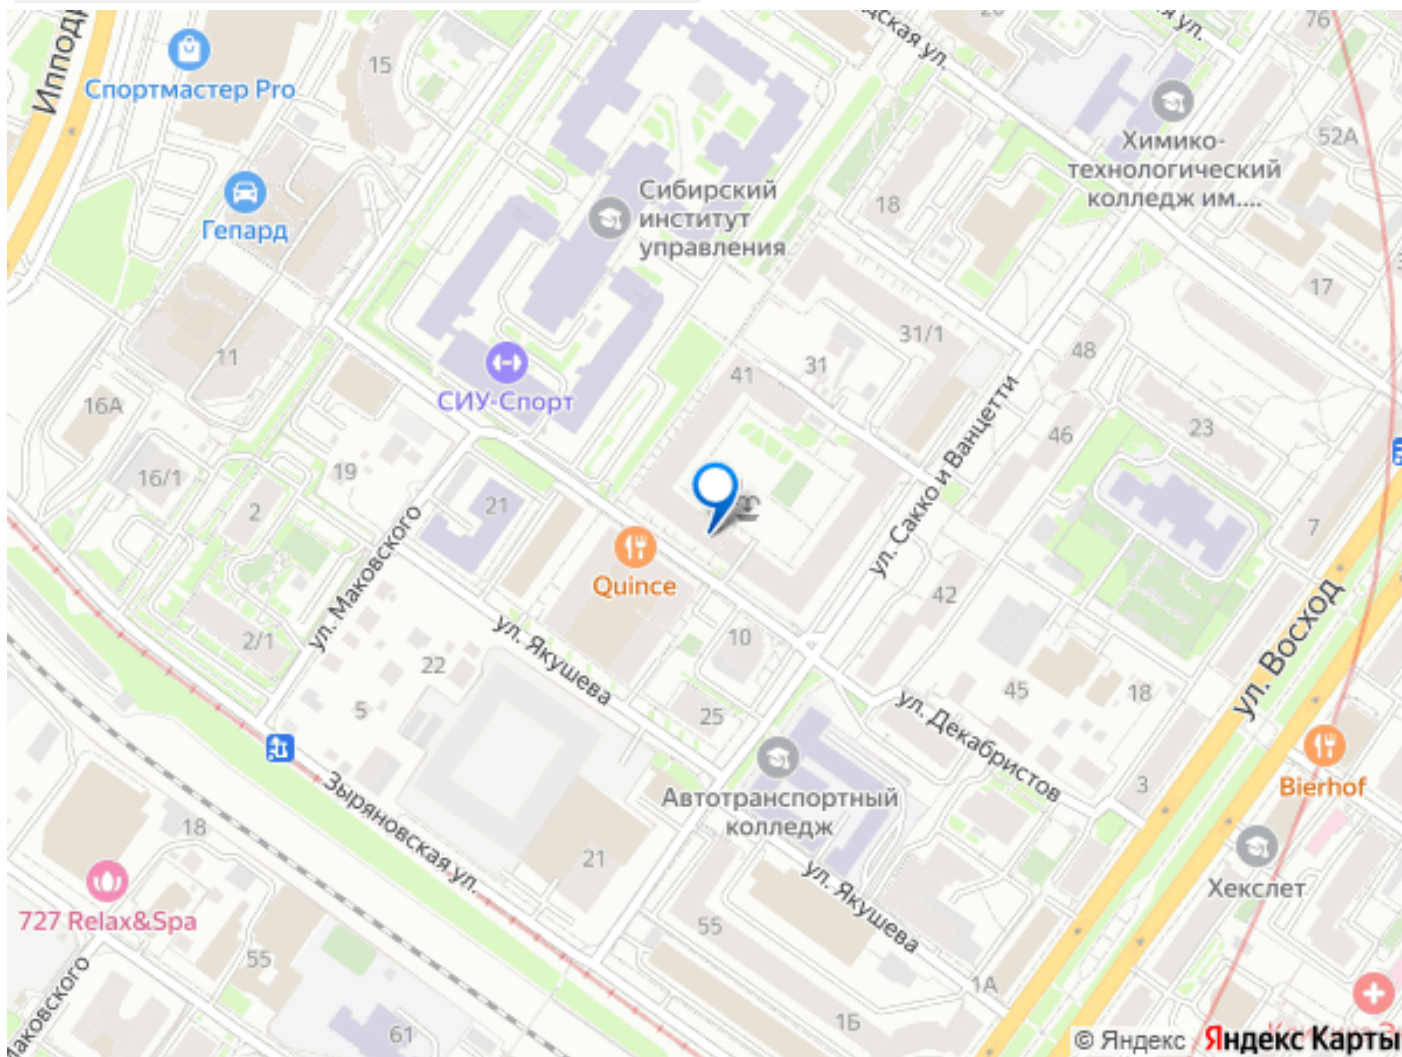 Ипподр
Спортмастер Pro
15
дская ул.
76
я ул.
52А
Химико-
технологический
колледж им....
Гепард
Сибирский
институт
управления
18
17
11
31/1
31
48
41
16А
СИУ-Спорт
ул. Сакко и Ванцетти
46
23
16/1
19
21
2
7
ул. Маковского
Quince
42
ул. Восход
2/1
22
ул. Якушева
10
45
18
5
25
ул. Декабристов
Bierhof
3
Зыряновская ул.
Автотранспортный
колледж
18
21
ул. Якушева
Хекслет
727 Relax&Spa
55
55
1А
аковского
61
1Б
© Яндекс Яндекс Карты